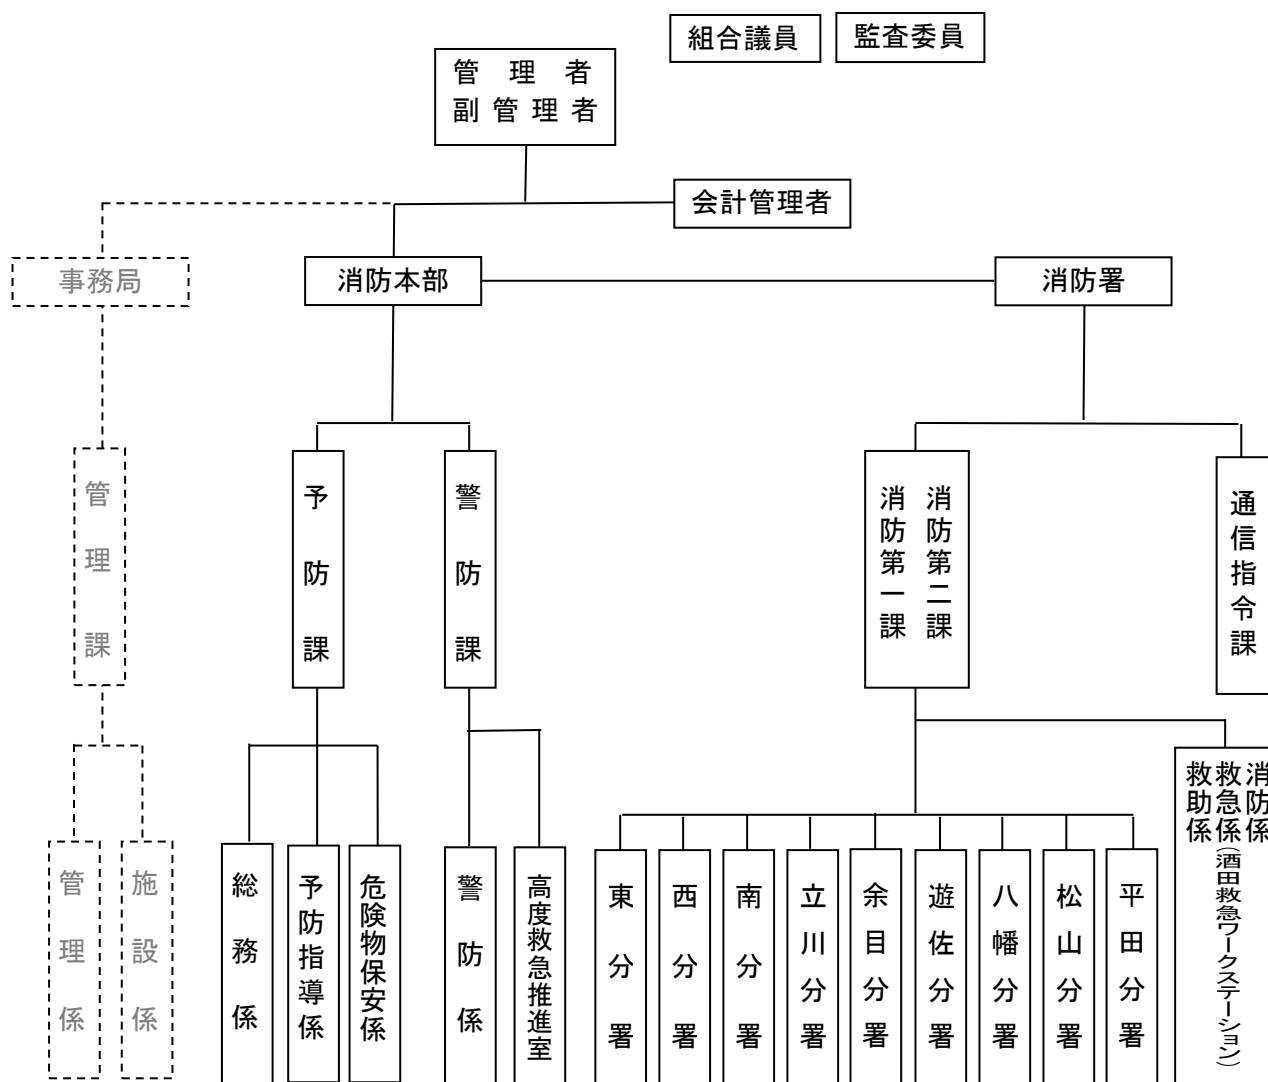 組合議員
監査委員
管理者
副管理者
会計管理者
事務局
消防本部
消防署
管理課
予防課
警防課
消防第一課
消防第二課
通信指令課
管理係
施設係
総務係
予防指導係
危険物保安係
警防係
高度救急推進室
東分署
西分署
南分署
立川分署
余目分署
遊佐分署
八幡分署
松山分署
平田分署
消防係
救急係(酒田救急ワークステーション)
救助係